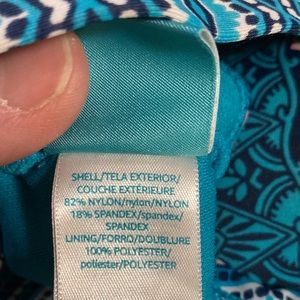 SHELL/TELA EXTERIOR/
COUCHE EXTÉRIEURE
82% NYLON/nylon/NYLON
18% SPANDEX/spandex/
SPANDEX
LINING/FORRO/DOUBLURE
100% POLYESTER/
poliester/POLYESTER